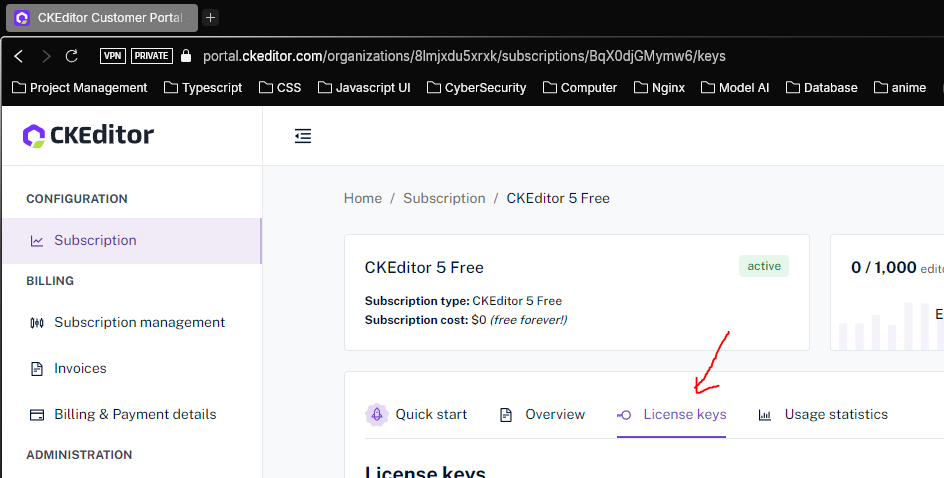 CKEditor Customer Portal
VPN PRIVATE portal.ckeditor.com/organizations/8lmjxdu5xrxk/subscriptions/BqX0djGMymw6/keys
Project Management Typescript CSS Javascript UI CyberSecurity Computer Nginx Model AI Database anime
CKEditor
CONFIGURATION
Subscription
BILLING
Subscription management
Invoices
Billing & Payment details
ADMINISTRATION
Home / Subscription / CKEditor 5 Free
CKEditor 5 Free
active
Subscription type: CKEditor 5 Free
Subscription cost: $0 (free forever!)
0 / 1,000 edito
E
Quick start Overview License keys Usage statistics
License keys